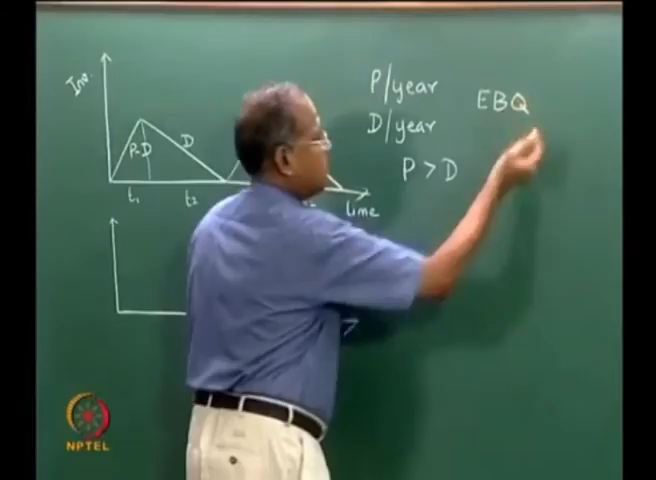 Inv.
P-D
D
t₁
t₂
time
P/year
D/year
P > D
EBQ
NPTEL